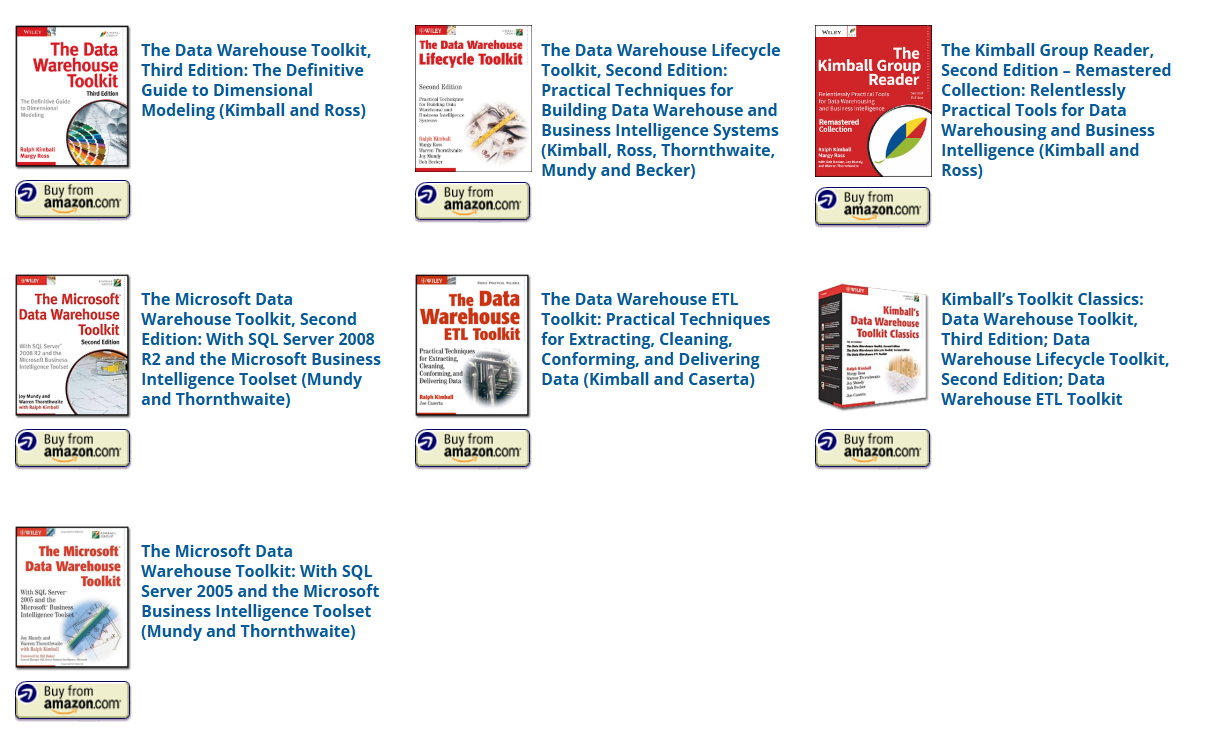 WILEY
The Data
Warehouse
Toolkit
Third Edition
The Definitive Guide
to Dimensional
Modeling
Ralph Kimball
Margy Ross
The Data Warehouse Toolkit,
Third Edition: The Definitive
Guide to Dimensional
Modeling (Kimball and Ross)
Buy from
amazon.com
WILEY
The Data Warehouse
Lifecycle Toolkit
Second Edition
Practical Techniques
for Building Data
Warehouse and
Business Intelligence
Systems
Ralph Kimball
Margy Ross
Warren Thornthwaite
Joy Mundy
Bob Becker
The Data Warehouse Lifecycle
Toolkit, Second Edition:
Practical Techniques for
Building Data Warehouse and
Business Intelligence Systems
(Kimball, Ross, Thornthwaite,
Mundy and Becker)
Buy from
amazon.com
WILEY
The
Kimball Group
Reader
Relentlessly Practical Tools
for Data Warehousing
and Business Intelligence
Second
Edition
Remastered
Collection
Ralph Kimball
Margy Ross
The Kimball Group Reader,
Second Edition – Remastered
Collection: Relentlessly
Practical Tools for Data
Warehousing and Business
Intelligence (Kimball and
Ross)
Buy from
amazon.com
WILEY
The Microsoft
Data Warehouse
Toolkit
Second Edition
With SQL Server
2008 R2 and the
Microsoft Business
Intelligence Toolset
Joy Mundy and
Warren Thornthwaite
with Ralph Kimball
The Microsoft Data
Warehouse Toolkit, Second
Edition: With SQL Server 2008
R2 and the Microsoft Business
Intelligence Toolset (Mundy
and Thornthwaite)
Buy from
amazon.com
WILEY
The Data
Warehouse
ETL Toolkit
Practical Techniques
for Extracting,
Cleaning,
Conforming, and
Delivering Data
Ralph Kimball
Joe Caserta
The Data Warehouse ETL
Toolkit: Practical Techniques
for Extracting, Cleaning,
Conforming, and Delivering
Data (Kimball and Caserta)
Buy from
amazon.com
WILEY
Kimball's
Data Warehouse
Toolkit Classics
Ralph Kimball
Margy Ross
Warren Thornthwaite
Joy Mundy
Bob Becker
Joe Caserta
Kimball’s Toolkit Classics:
Data Warehouse Toolkit,
Third Edition; Data
Warehouse Lifecycle Toolkit,
Second Edition; Data
Warehouse ETL Toolkit
Buy from
amazon.com
WILEY
The Microsoft
Data Warehouse
Toolkit
With SQL Server
2005 and the
Microsoft Business
Intelligence Toolset
Joy Mundy and
Warren Thornthwaite
with Ralph Kimball
The Microsoft Data
Warehouse Toolkit: With SQL
Server 2005 and the Microsoft
Business Intelligence Toolset
(Mundy and Thornthwaite)
Buy from
amazon.com